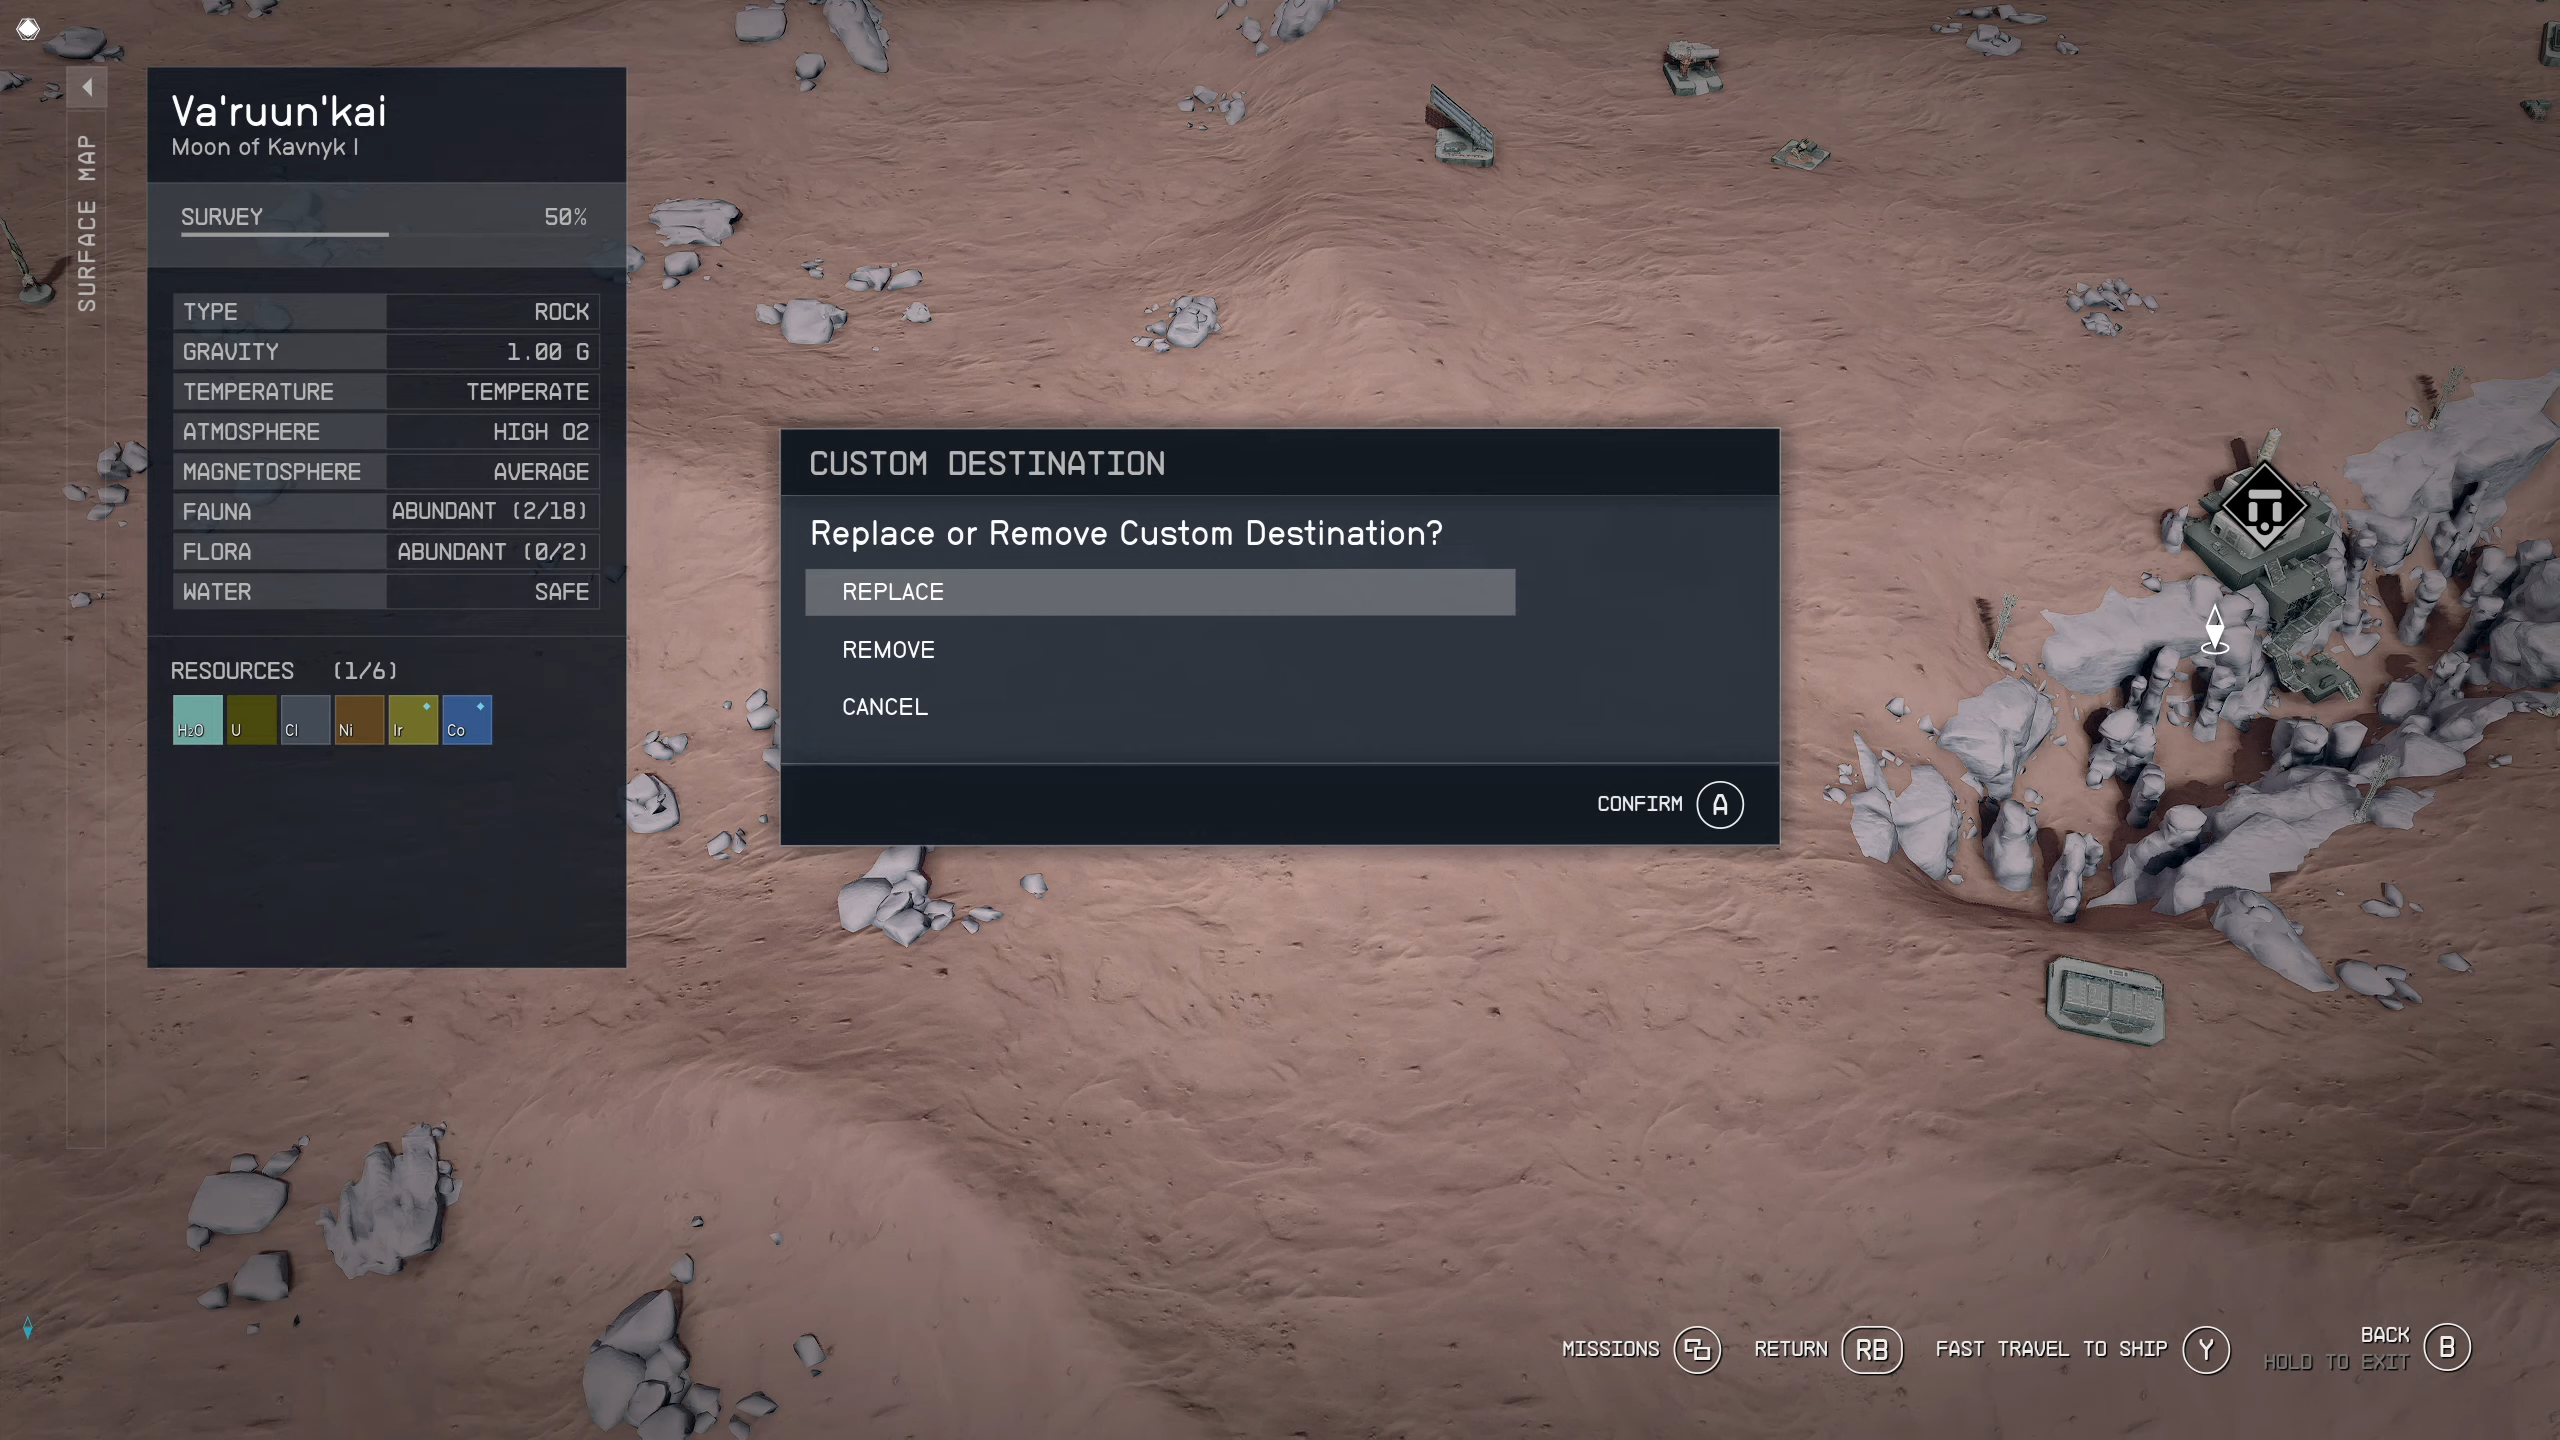 SURFACE MAP
Va'ruun'kai
Moon of Kavnyk I
SURVEY 50%
TYPE ROCK
GRAVITY 1.00 G
TEMPERATURE TEMPERATE
ATMOSPHERE HIGH O2
MAGNETOSPHERE AVERAGE
FAUNA ABUNDANT (2/18)
FLORA ABUNDANT (0/2)
WATER SAFE
RESOURCES (1/6)
H₂O U Cl Ni Ir Co
CUSTOM DESTINATION
Replace or Remove Custom Destination?
REPLACE
REMOVE
CANCEL
CONFIRM A
MISSIONS RETURN RB FAST TRAVEL TO SHIP Y BACK B
HOLD TO EXIT